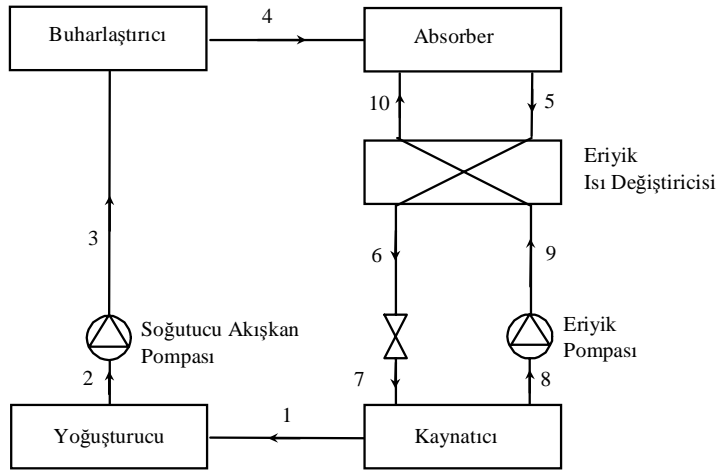 4
Buharlaştırıcı
Absorber
10
5
Eriyik
Isı Değiştiricisi
3
6
9
Soğutucu Akışkan
Pompası
Eriyik
Pompası
2
7
8
1
Yoğuşturucu
Kaynatıcı